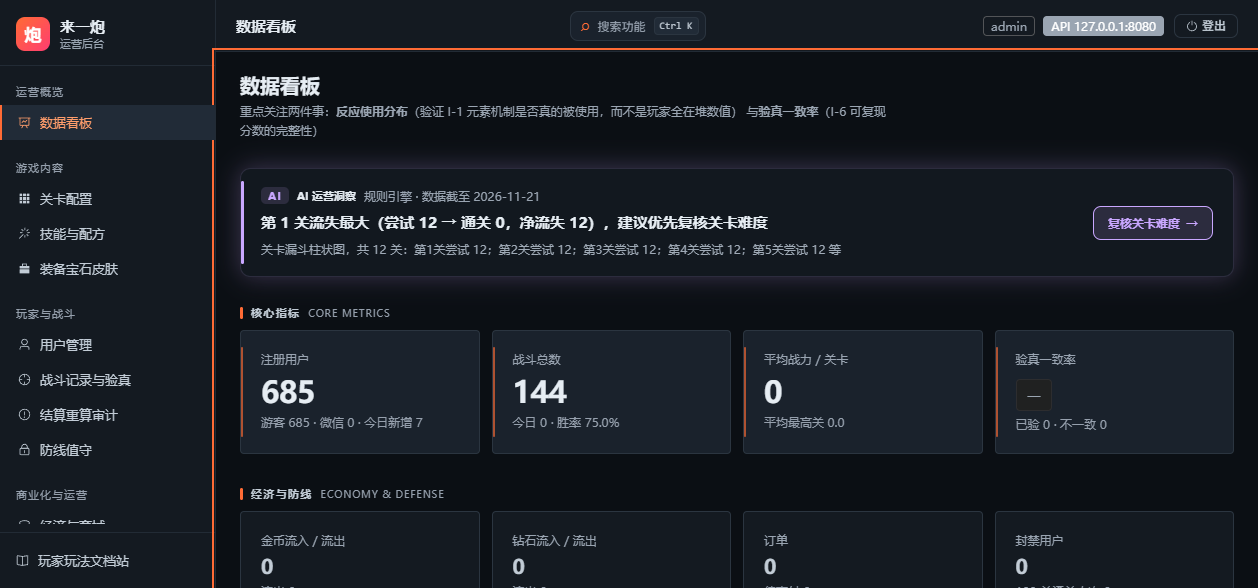 炮
来一炮
运营后台
数据看板
搜索功能 Ctrl K
admin
API 127.0.0.1:8080
登出
运营概览
数据看板
游戏内容
关卡配置
技能与配方
装备宝石皮肤
玩家与战斗
用户管理
战斗记录与验真
结算重算审计
防线值守
商业化与运营
玩家玩法文档站
数据看板
重点关注两件事：反应使用分布（验证 I-1 元素机制是否真的被使用，而不是玩家全在堆数值） 与验真一致率（I-6 可复现
分数的完整性）
AI AI 运营洞察 规则引擎 · 数据截至 2026-11-21
第 1 关流失最大（尝试 12 → 通关 0，净流失 12），建议优先复核关卡难度
关卡漏斗柱状图，共 12 关：第1关尝试 12；第2关尝试 12；第3关尝试 12；第4关尝试 12；第5关尝试 12 等
复核关卡难度 →
核心指标 CORE METRICS
注册用户
685
游客 685 · 微信 0 · 今日新增 7
战斗总数
144
今日 0 · 胜率 75.0%
平均战力 / 关卡
0
平均最高关 0.0
验真一致率
—
已验 0 · 不一致 0
经济与防线 ECONOMY & DEFENSE
金币流入 / 流出
0
钻石流入 / 流出
0
订单
0
封禁用户
0